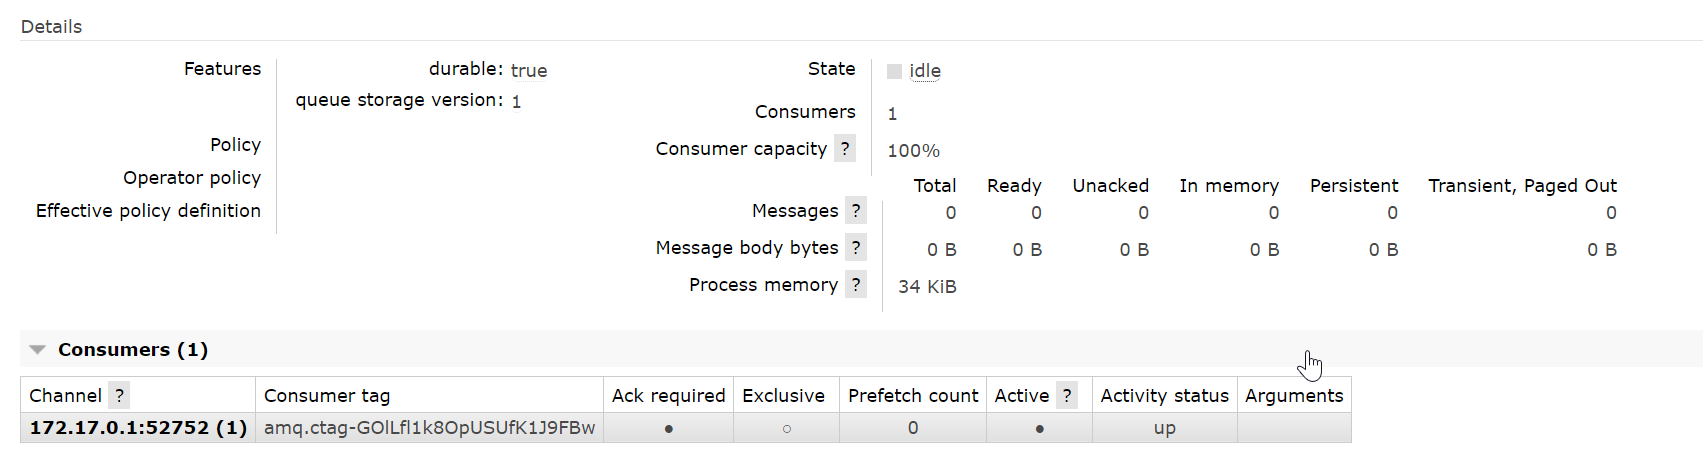 Details
Features durable: true
queue storage version: 1
Policy
Operator policy
Effective policy definition
State idle
Consumers 1
Consumer capacity ? 100%
Total Ready Unacked In memory Persistent Transient, Paged Out
Messages ? 0 0 0 0 0 0
Message body bytes ? 0 B 0 B 0 B 0 B 0 B 0 B
Process memory ? 34 KiB
Consumers (1)
Channel ? Consumer tag Ack required Exclusive Prefetch count Active ? Activity status Arguments
172.17.0.1:52752 (1) amq.ctag-GOlLfl1k8OpUSUfK1J9FBw ● ○ 0 ● up